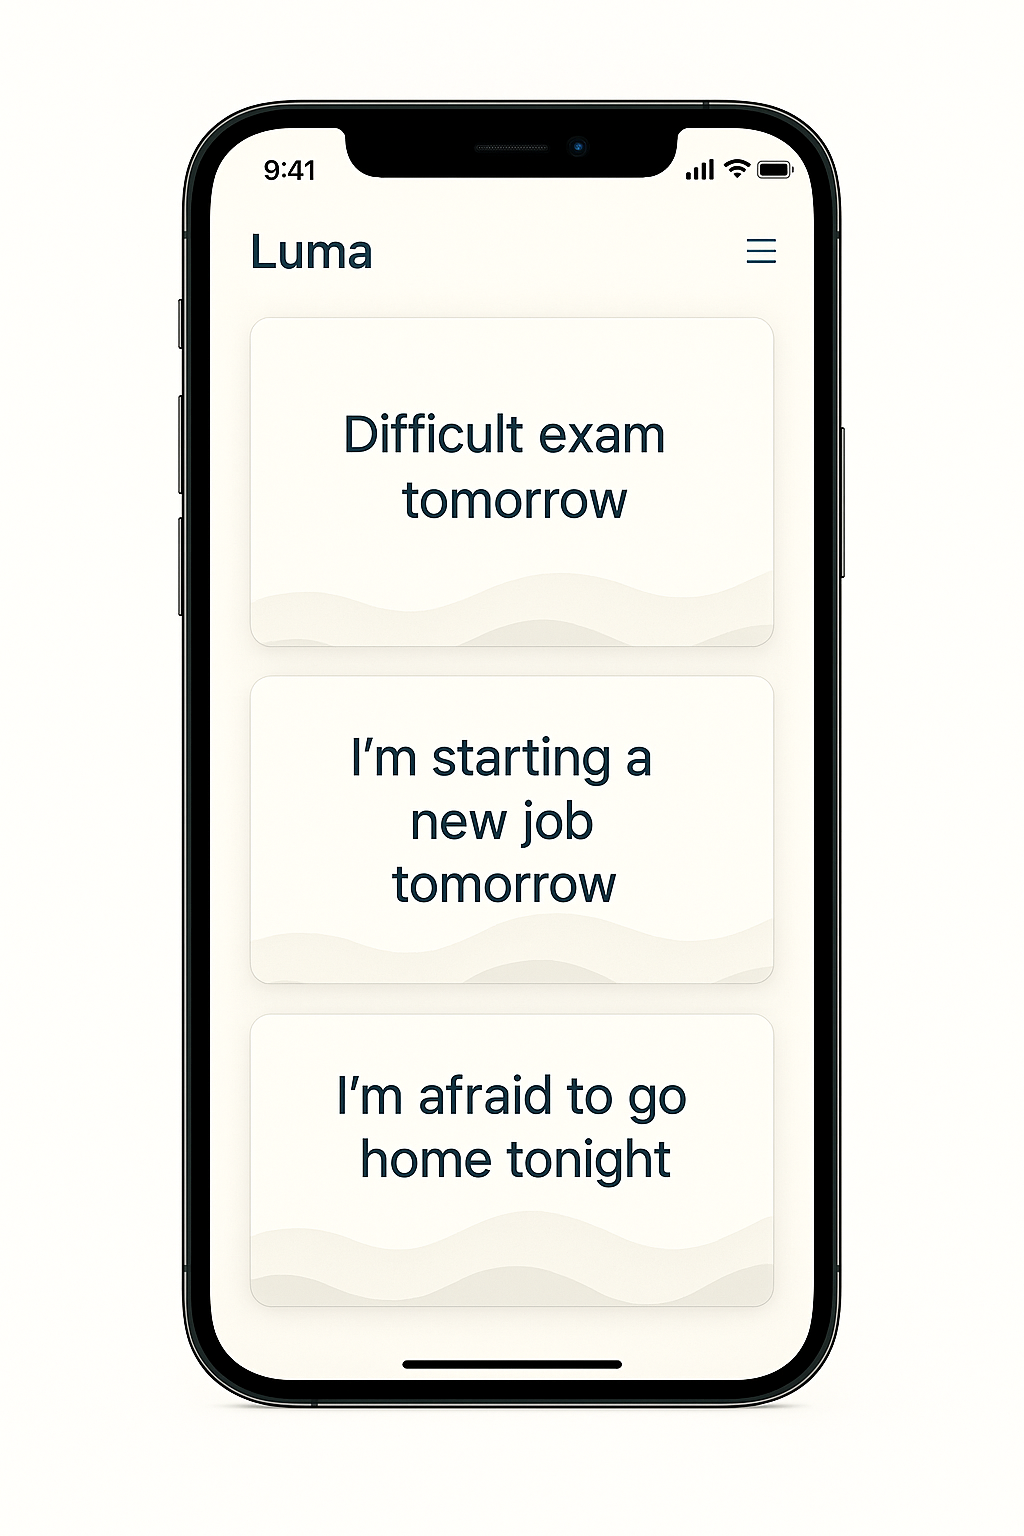 9:41
Luma
Difficult exam
tomorrow
I’m starting a
new job
tomorrow
I’m afraid to go
home tonight